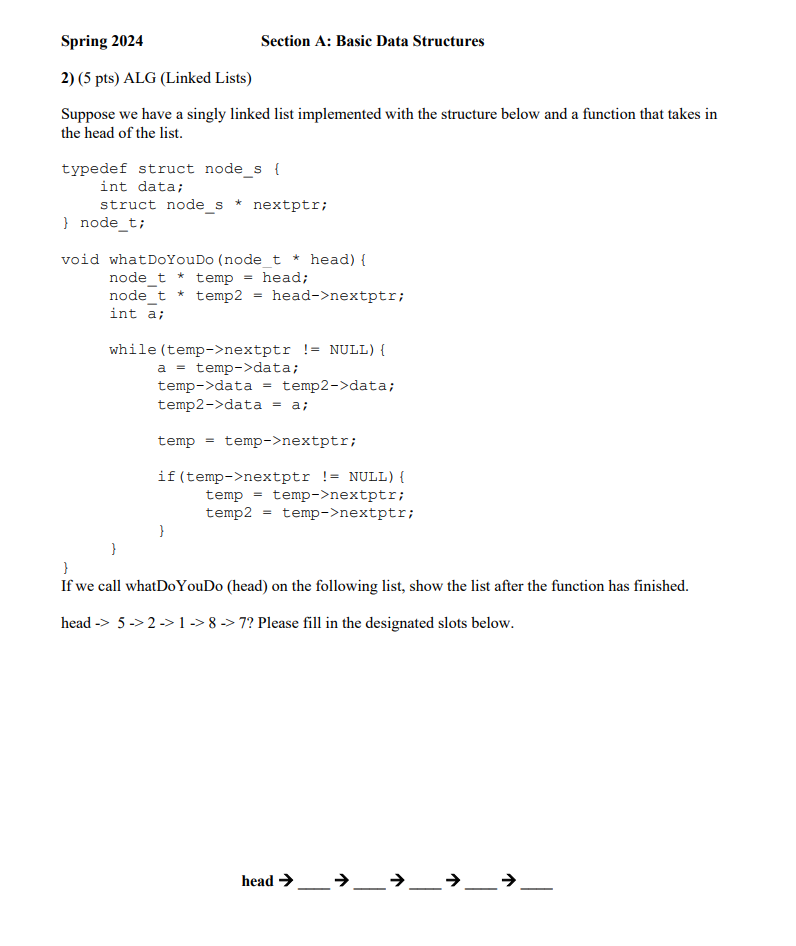 Spring 2024 Section A: Basic Data Structures
2) (5 pts) ALG (Linked Lists)
Suppose we have a singly linked list implemented with the structure below and a function that takes in
the head of the list.
typedef struct node_s {
    int data;
    struct node_s * nextptr;
} node_t;
void whatDoYouDo(node_t * head){
     node_t * temp = head;
     node_t * temp2 = head->nextptr;
     int a;
     while(temp->nextptr != NULL){
          a = temp->data;
          temp->data = temp2->data;
          temp2->data = a;
          temp = temp->nextptr;
          if(temp->nextptr != NULL){
               temp = temp->nextptr;
               temp2 = temp->nextptr;
          }
     }
}
If we call whatDoYouDo (head) on the following list, show the list after the function has finished.
head -> 5 -> 2 -> 1 -> 8 -> 7? Please fill in the designated slots below.
head → ____ → ____ → ____ → ____ → ____